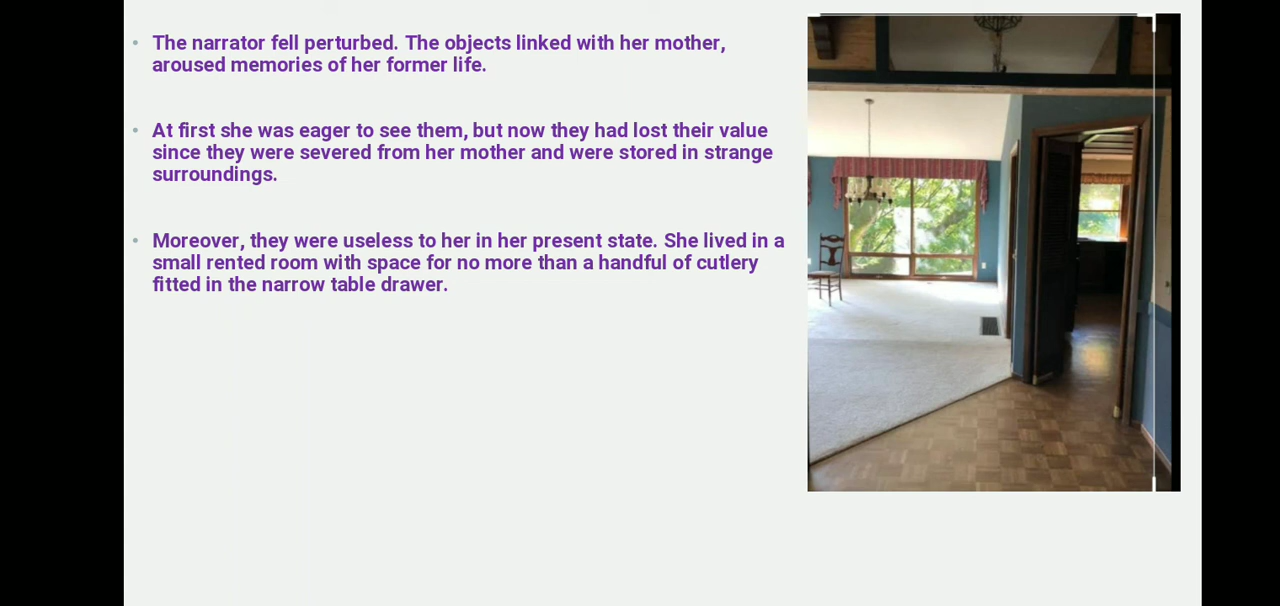 • The narrator fell perturbed. The objects linked with her mother,
aroused memories of her former life.
• At first she was eager to see them, but now they had lost their value
since they were severed from her mother and were stored in strange
surroundings.
• Moreover, they were useless to her in her present state. She lived in a
small rented room with space for no more than a handful of cutlery
fitted in the narrow table drawer.